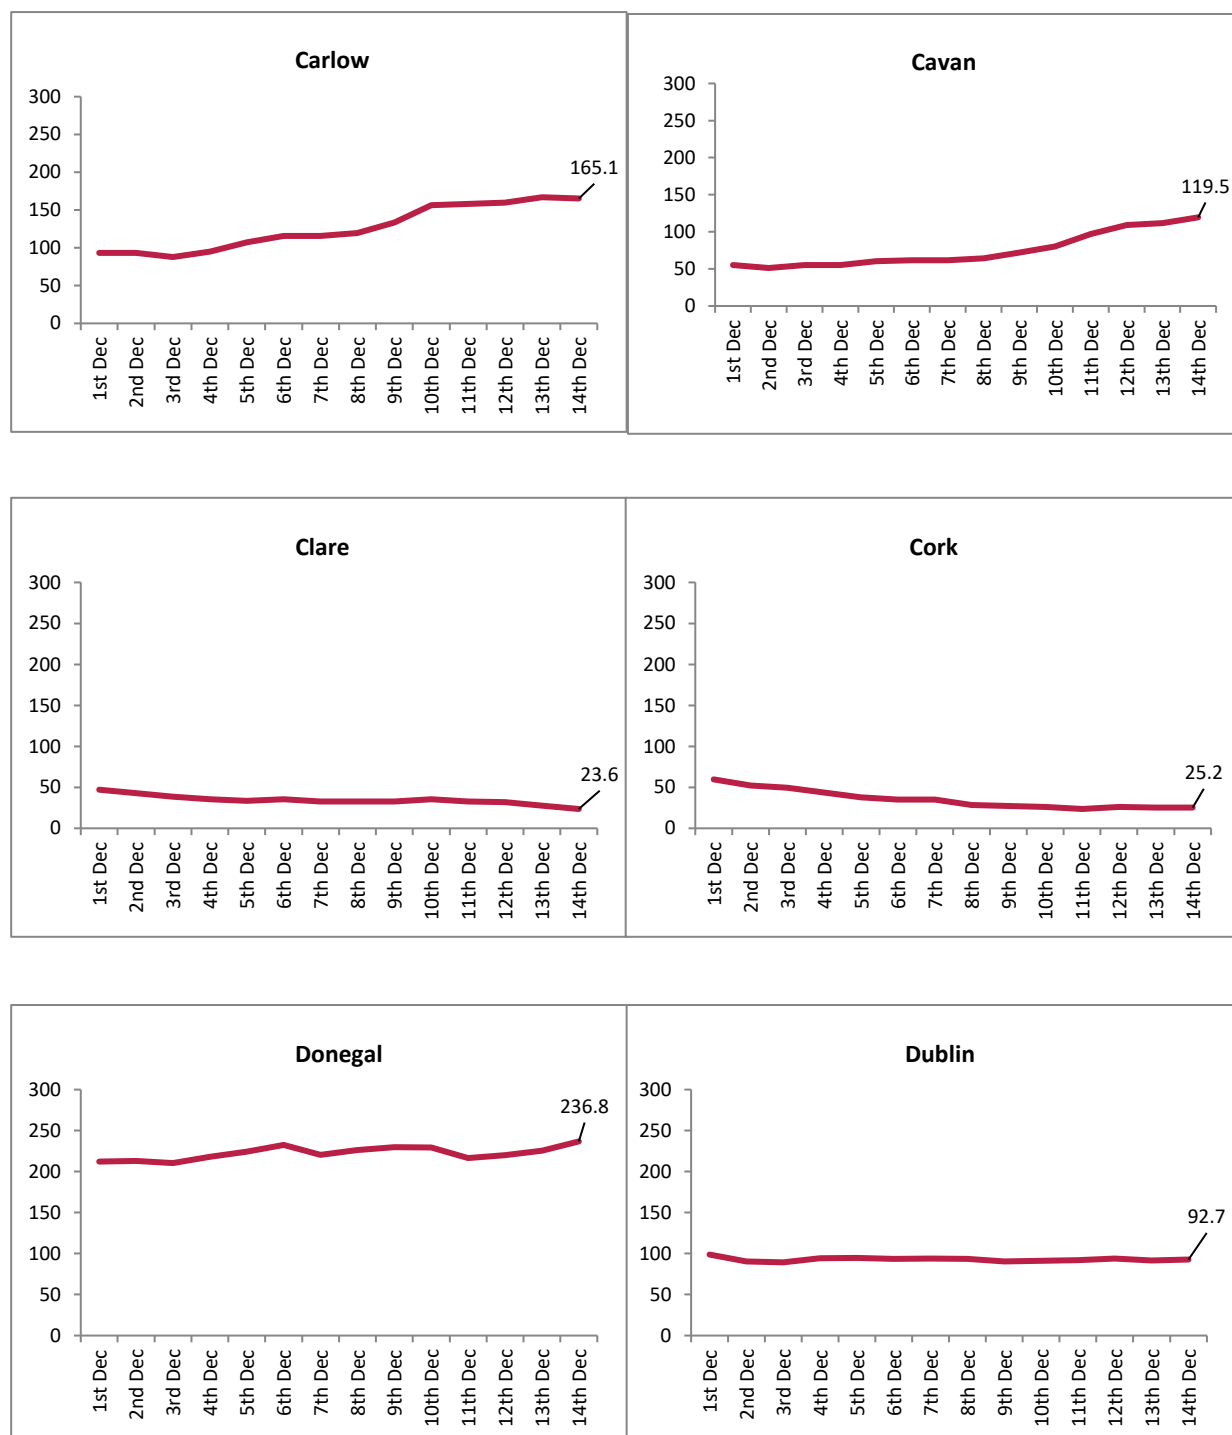 Carlow
300
250
200
150
100
50
0
165.1
1st Dec
2nd Dec
3rd Dec
4th Dec
5th Dec
6th Dec
7th Dec
8th Dec
9th Dec
10th Dec
11th Dec
12th Dec
13th Dec
14th Dec
Cavan
300
250
200
150
100
50
0
119.5
1st Dec
2nd Dec
3rd Dec
4th Dec
5th Dec
6th Dec
7th Dec
8th Dec
9th Dec
10th Dec
11th Dec
12th Dec
13th Dec
14th Dec
Clare
300
250
200
150
100
50
0
23.6
1st Dec
2nd Dec
3rd Dec
4th Dec
5th Dec
6th Dec
7th Dec
8th Dec
9th Dec
10th Dec
11th Dec
12th Dec
13th Dec
14th Dec
Cork
300
250
200
150
100
50
0
25.2
1st Dec
2nd Dec
3rd Dec
4th Dec
5th Dec
6th Dec
7th Dec
8th Dec
9th Dec
10th Dec
11th Dec
12th Dec
13th Dec
14th Dec
Donegal
300
250
200
150
100
50
0
236.8
1st Dec
2nd Dec
3rd Dec
4th Dec
5th Dec
6th Dec
7th Dec
8th Dec
9th Dec
10th Dec
11th Dec
12th Dec
13th Dec
14th Dec
Dublin
300
250
200
150
100
50
0
92.7
1st Dec
2nd Dec
3rd Dec
4th Dec
5th Dec
6th Dec
7th Dec
8th Dec
9th Dec
10th Dec
11th Dec
12th Dec
13th Dec
14th Dec